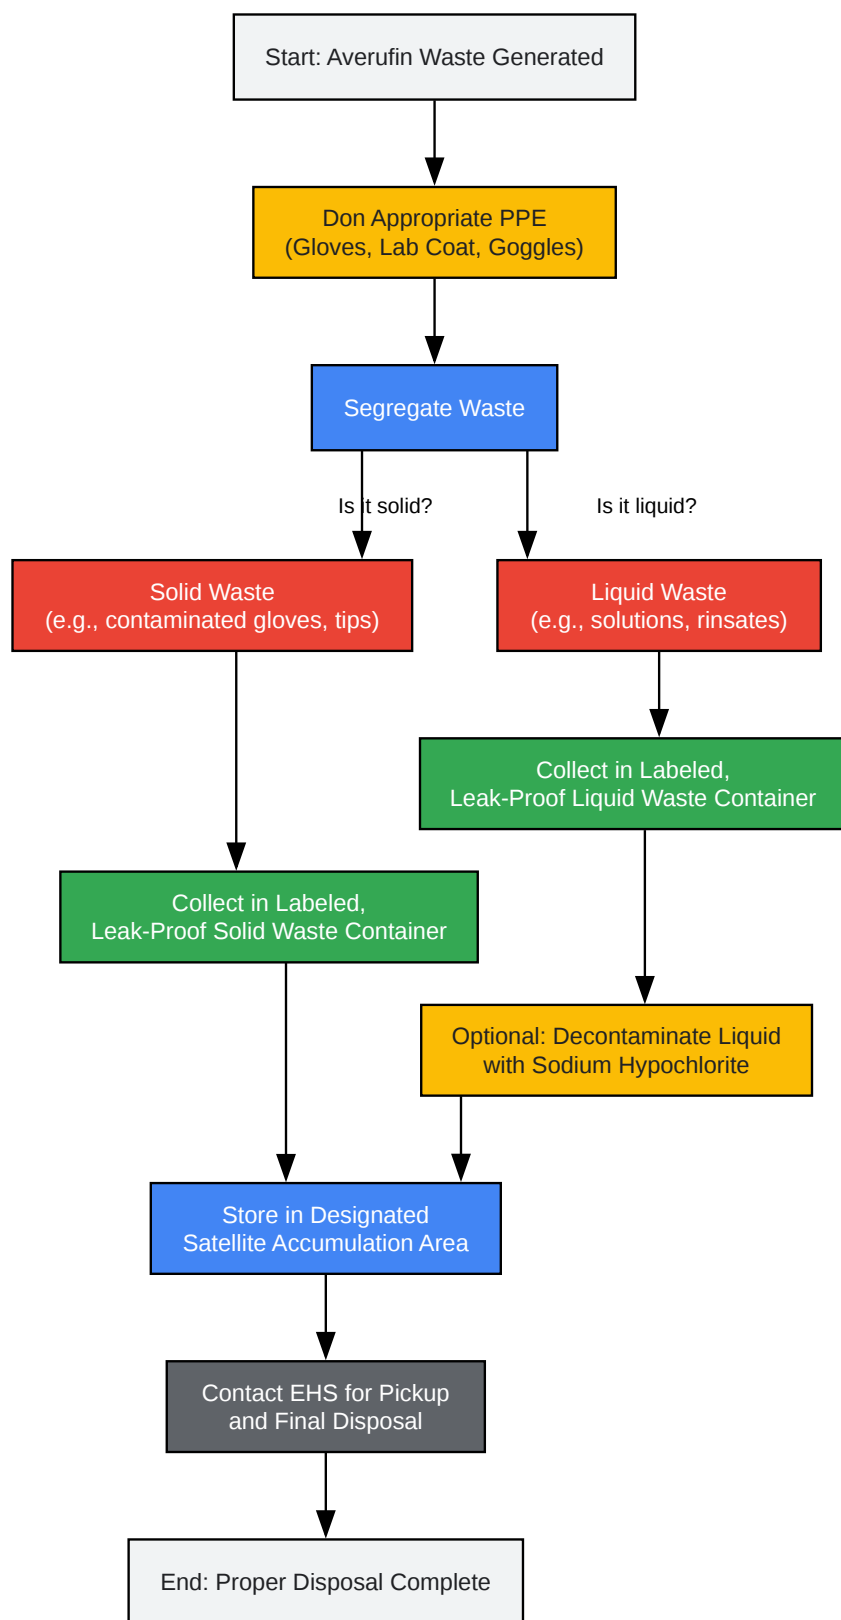 Start: Averufin Waste Generated
Don Appropriate PPE
(Gloves, Lab Coat, Goggles)
Segregate Waste
Is it solid?
Is it liquid?
Solid Waste
(e.g., contaminated gloves, tips)
Liquid Waste
(e.g., solutions, rinsates)
Collect in Labeled,
Leak-Proof Liquid Waste Container
Collect in Labeled,
Leak-Proof Solid Waste Container
Optional: Decontaminate Liquid
with Sodium Hypochlorite
Store in Designated
Satellite Accumulation Area
Contact EHS for Pickup
and Final Disposal
End: Proper Disposal Complete